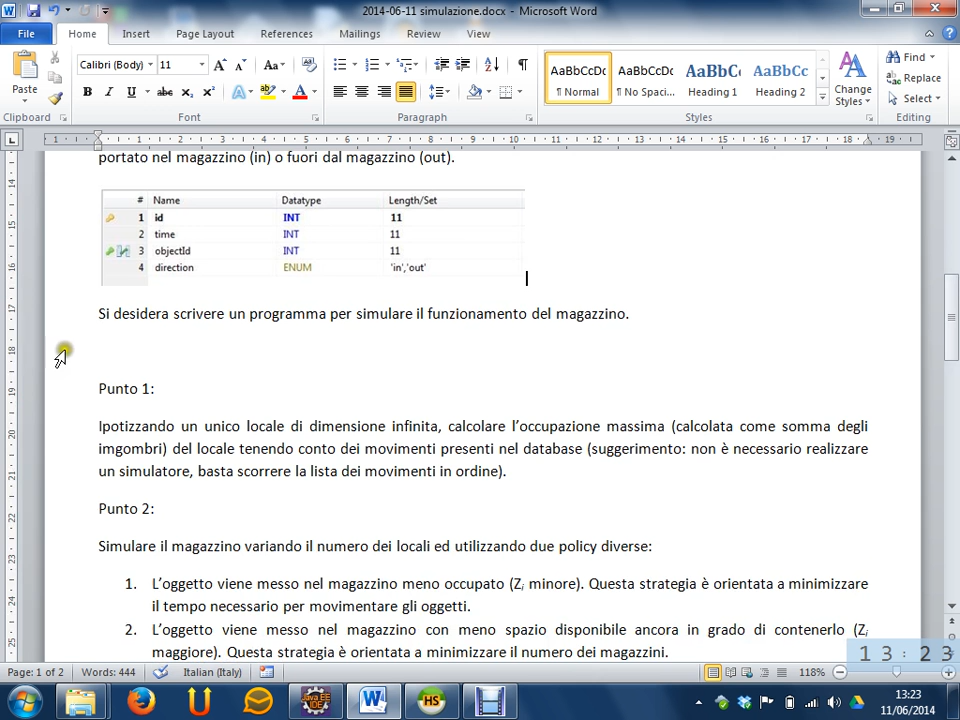 2014-06-11 simulazione.docx - Microsoft Word
File Home Insert Page Layout References Mailings Review View
Calibri (Body) 11
AaBbCcDc AaBbCcDc AaBbC AaBbCc
Paste
¶ Normal ¶ No Spaci... Heading 1 Heading 2
Change Styles
Find
Replace
Select
Clipboard Font Paragraph Styles Editing
portato nel magazzino (in) o fuori dal magazzino (out).
# Name Datatype Length/Set
1 id INT 11
2 time INT 11
3 objectId INT 11
4 direction ENUM 'in','out'
Si desidera scrivere un programma per simulare il funzionamento del magazzino.
Punto 1:
Ipotizzando un unico locale di dimensione infinita, calcolare l’occupazione massima (calcolata come somma degli
imgombri) del locale tenendo conto dei movimenti presenti nel database (suggerimento: non è necessario realizzare
un simulatore, basta scorrere la lista dei movimenti in ordine).
Punto 2:
Simulare il magazzino variando il numero dei locali ed utilizzando due policy diverse:
1. L’oggetto viene messo nel magazzino meno occupato (Zi minore). Questa strategia è orientata a minimizzare
il tempo necessario per movimentare gli oggetti.
2. L’oggetto viene messo nel magazzino con meno spazio disponibile ancora in grado di contenerlo (Zi
maggiore). Questa strategia è orientata a minimizzare il numero dei magazzini.
13:23
Page: 1 of 2 Words: 444 Italian (Italy) 118%
13:23
11/06/2014